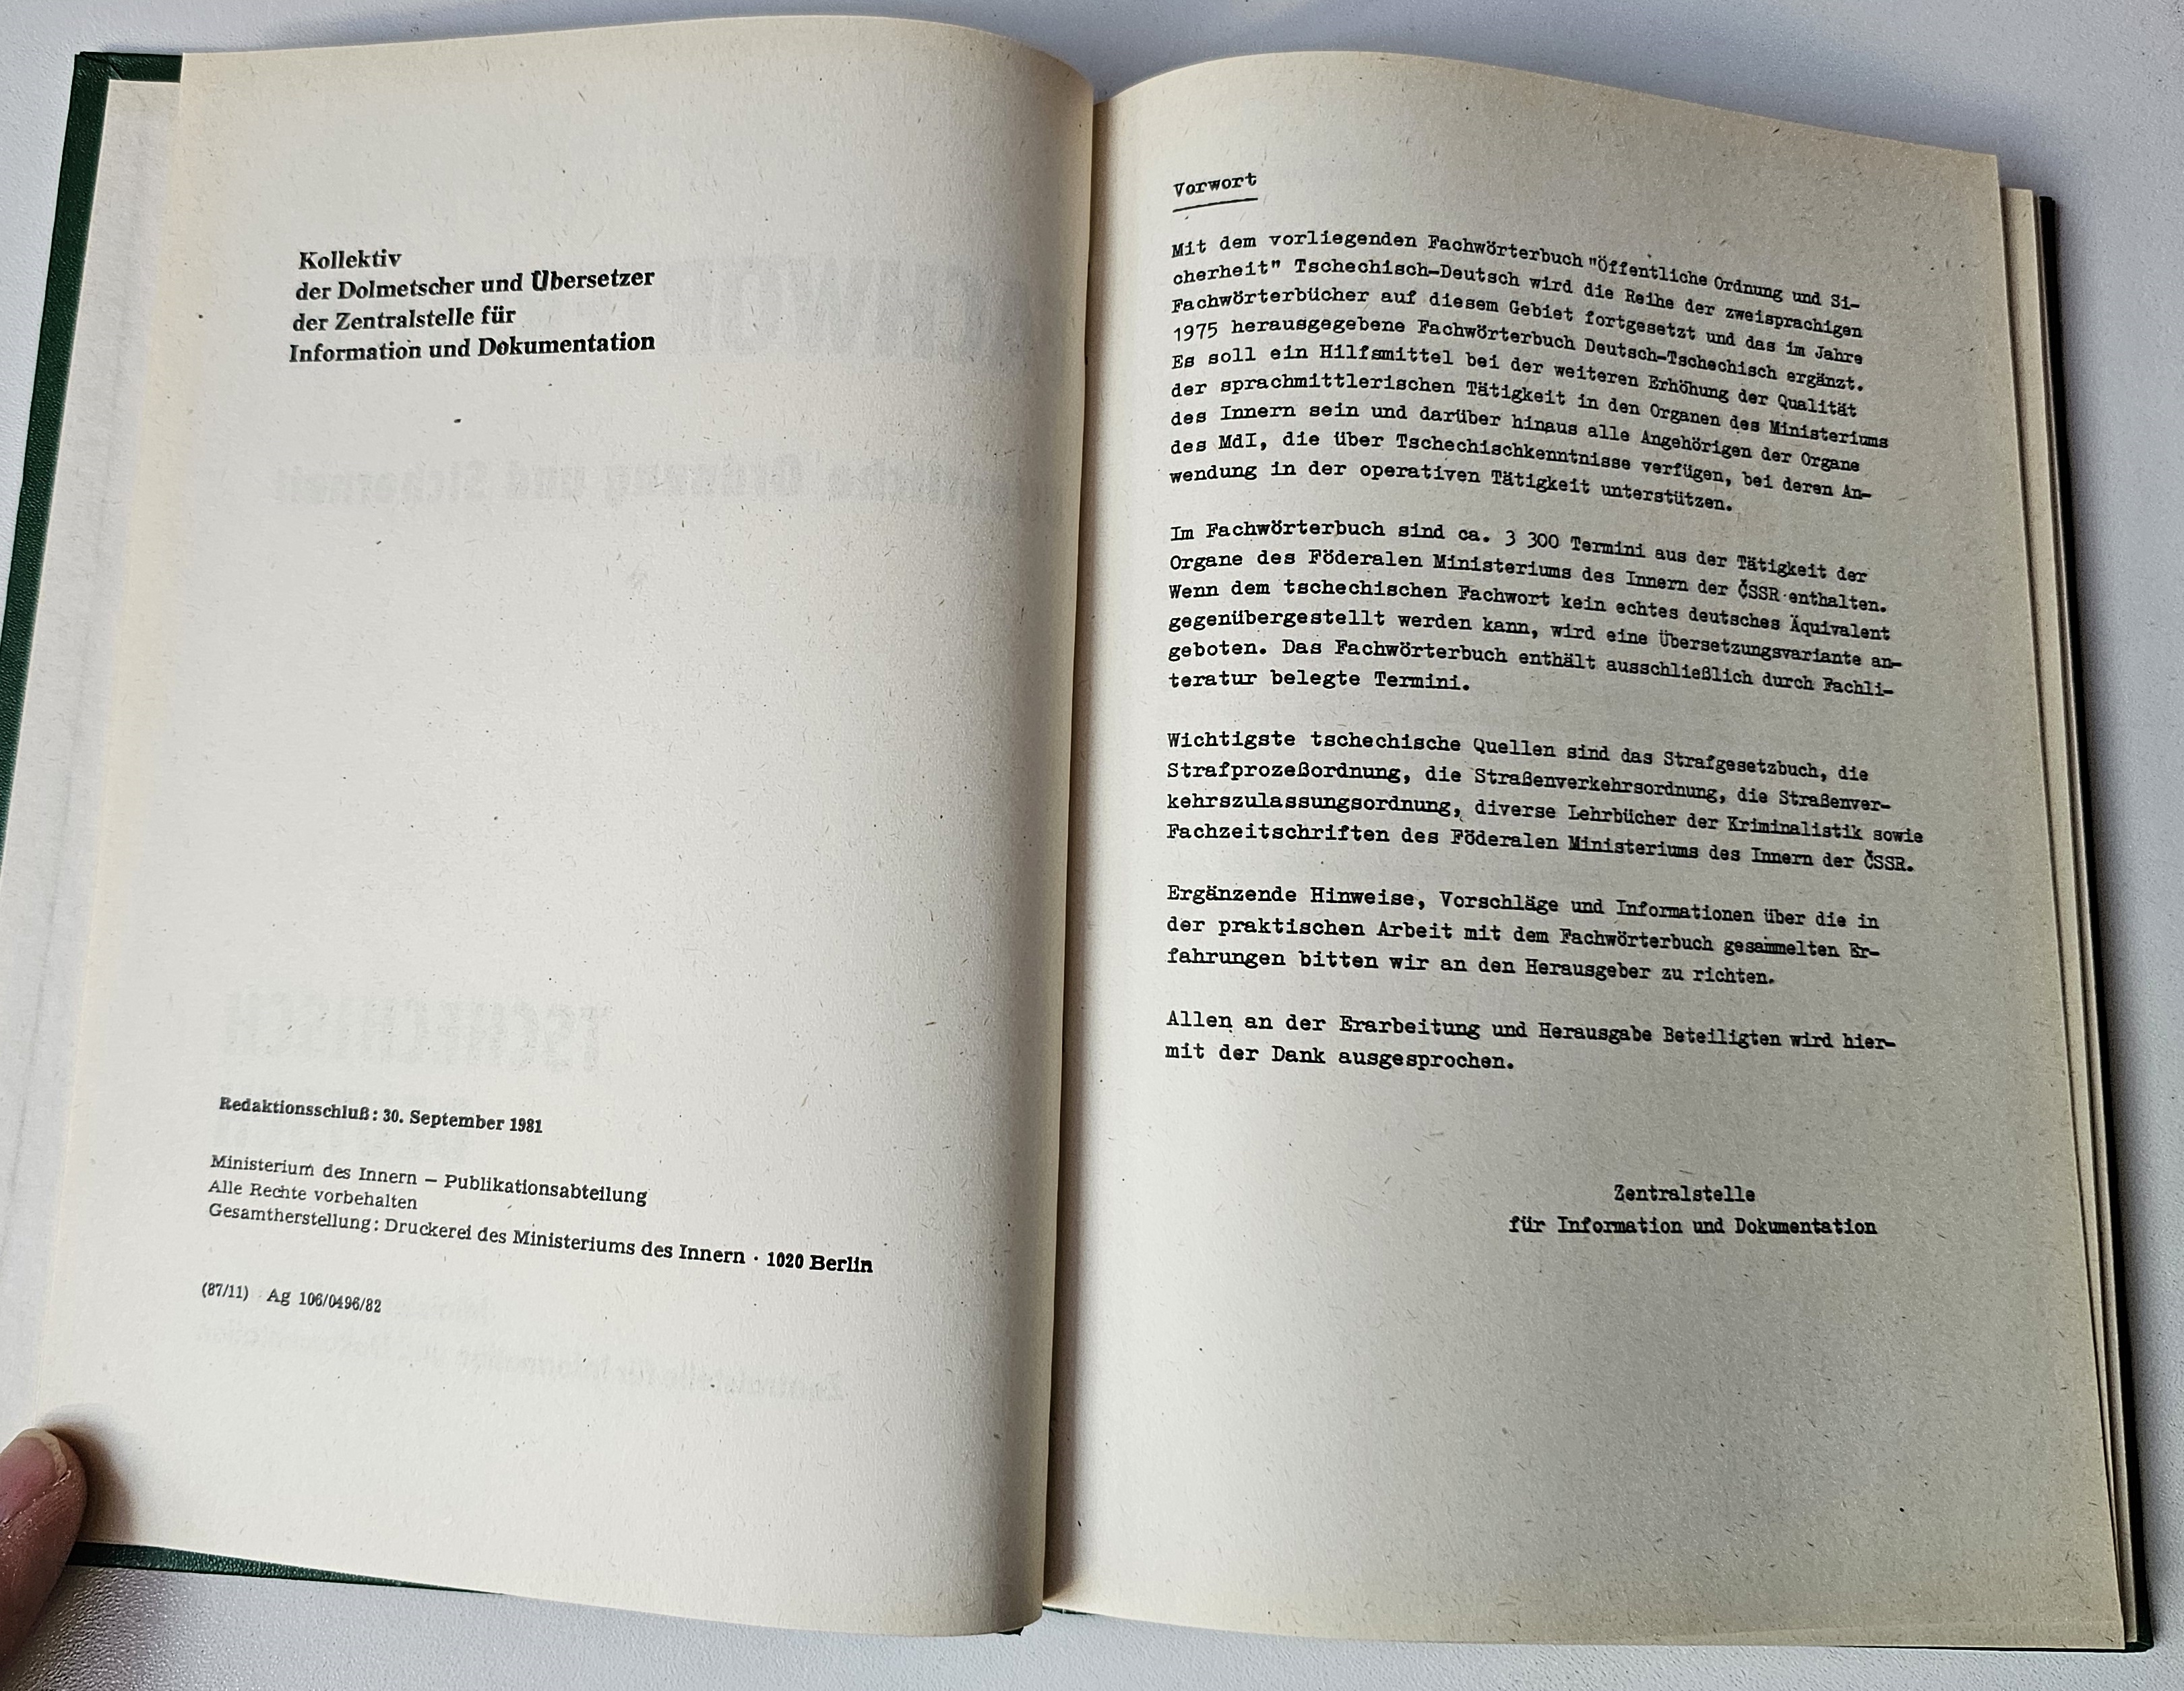 Kollektiv
der Dolmetscher und Übersetzer
der Zentralstelle für
Information und Dokumentation
Redaktionsschluß: 30. September 1981
Ministerium des Innern – Publikationsabteilung
Alle Rechte vorbehalten
Gesamtherstellung: Druckerei des Ministeriums des Innern · 1020 Berlin
(87/11) Ag 106/0496/82
Vorwort
Mit dem vorliegenden Fachwörterbuch "Öffentliche Ordnung und Si-
cherheit" Tschechisch-Deutsch wird die Reihe der zweisprachigen
Fachwörterbücher auf diesem Gebiet fortgesetzt und das im Jahre
1975 herausgegebene Fachwörterbuch Deutsch-Tschechisch ergänzt.
Es soll ein Hilfsmittel bei der weiteren Erhöhung der Qualität
der sprachmittlerischen Tätigkeit in den Organen des Ministeriums
des Innern sein und darüber hinaus alle Angehörigen der Organe
des MdI, die über Tschechischkenntnisse verfügen, bei deren An-
wendung in der operativen Tätigkeit unterstützen.
Im Fachwörterbuch sind ca. 3 300 Termini aus der Tätigkeit der
Organe des Föderalen Ministeriums des Innern der ČSSR enthalten.
Wenn dem tschechischen Fachwort kein echtes deutsches Äquivalent
gegenübergestellt werden kann, wird eine Übersetzungsvariante an-
geboten. Das Fachwörterbuch enthält ausschließlich durch Fachli-
teratur belegte Termini.
Wichtigste tschechische Quellen sind das Strafgesetzbuch, die
Strafprozeßordnung, die Straßenverkehrsordnung, die Straßenver-
kehrszulassungsordnung, diverse Lehrbücher der Kriminalistik sowie
Fachzeitschriften des Föderalen Ministeriums des Innern der ČSSR.
Ergänzende Hinweise, Vorschläge und Informationen über die in
der praktischen Arbeit mit dem Fachwörterbuch gesammelten Er-
fahrungen bitten wir an den Herausgeber zu richten.
Allen an der Erarbeitung und Herausgabe Beteiligten wird hier-
mit der Dank ausgesprochen.
Zentralstelle
für Information und Dokumentation